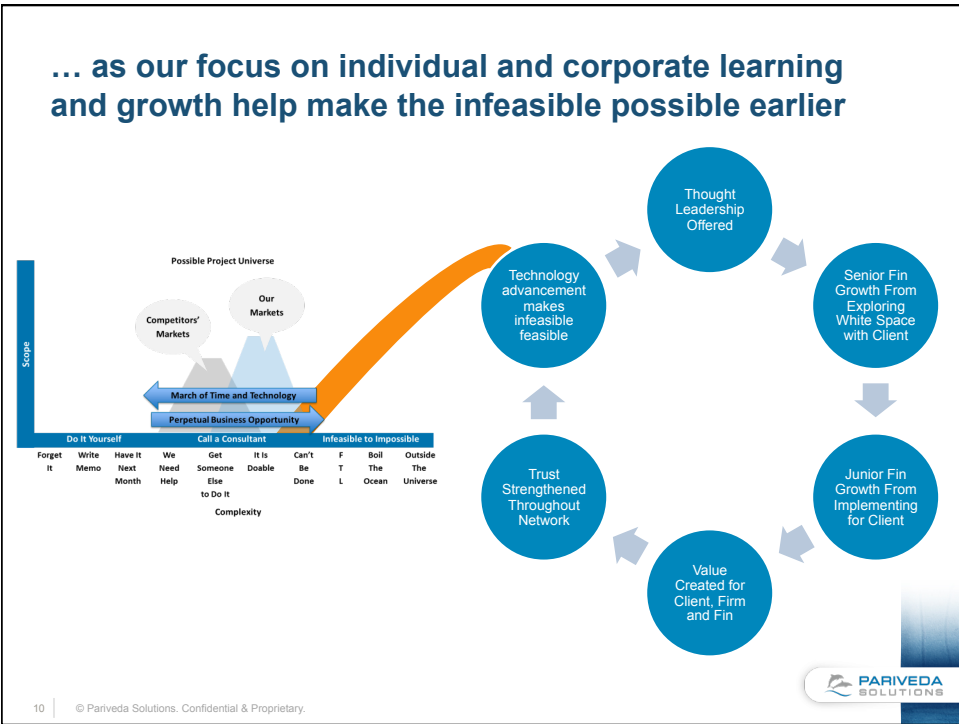 … as our focus on individual and corporate learning
and growth help make the infeasible possible earlier
Possible Project Universe
Competitors’
Markets
Our
Markets
Scope
March of Time and Technology
Perpetual Business Opportunity
Do It Yourself
Call a Consultant
Infeasible to Impossible
Forget
It
Write
Memo
Have It
Next
Month
We
Need
Help
Get
Someone
Else
to Do It
It Is
Doable
Can’t
Be
Done
F
T
L
Boil
The
Ocean
Outside
The
Universe
Complexity
Thought
Leadership
Offered
Senior Fin
Growth From
Exploring
White Space
with Client
Junior Fin
Growth From
Implementing
for Client
Value
Created for
Client, Firm
and Fin
Trust
Strengthened
Throughout
Network
Technology
advancement
makes
infeasible
feasible
10
© Pariveda Solutions. Confidential & Proprietary.
PARIVEDA
SOLUTIONS